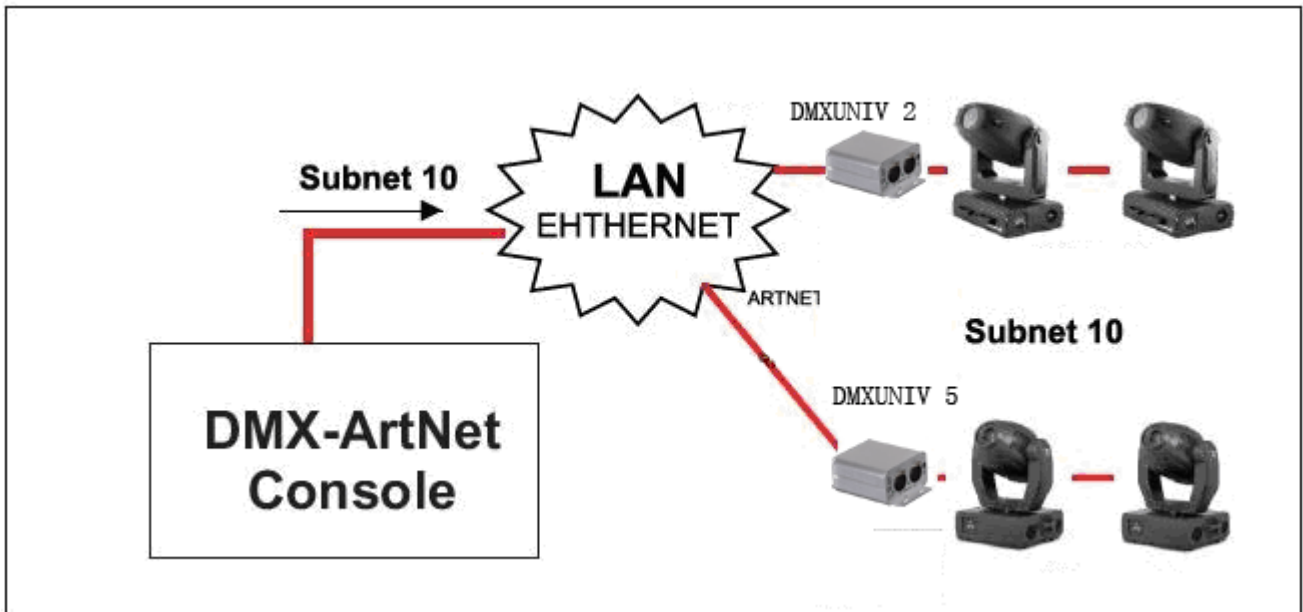 DMXUNIV 2
Subnet 10
LAN
EHTHERNET
ARTNET
Subnet 10
DMXUNIV 5
DMX-ArtNet
Console